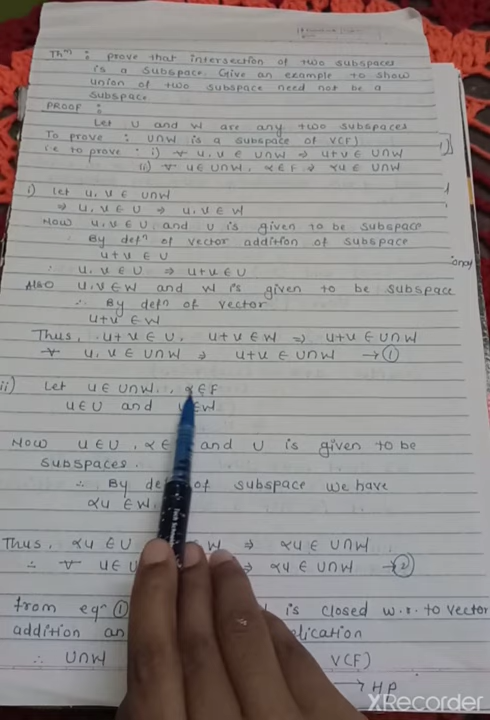 Thm : prove that intersection of two subspaces
is a subspace. Give an example to show
union of two subspace need not be a
subspace
PROOF :
Let U and W are any two subspaces
To prove : U∩W is a subspace of V(F)
i.e to prove : i) ∀ u, v ∈ U∩W ⇒ u+v ∈ U∩W
(ii) ∀ u ∈ U∩W, α ∈ F ⇒ αu ∈ U∩W
i) Let u, v ∈ U∩W
⇒ u, v ∈ U ⇒ u, v ∈ W
Now u, v ∈ U and U is given to be subspace
By defn of vector addition of subspace
u+v ∈ U
∴ u, v ∈ U ⇒ u+v ∈ U
Also u, v ∈ W and W is given to be subspace
∴ By defn of vector
u+v ∈ W
Thus, u+v ∈ U, u+v ∈ W ⇒ u+v ∈ U∩W
∀ u, v ∈ U∩W ⇒ u+v ∈ U∩W → ①
ii) Let u ∈ U∩W, α ∈ F
u ∈ U and u ∈ W
Now u ∈ U, α ∈ and U is given to be
subspaces.
∴ By de of subspace we have
αu ∈ W
Thus, αu ∈ U ∈ W ⇒ αu ∈ U∩W
∴ ∀ u ∈ U ⇒ αu ∈ U∩W → ②
from eqn ① is closed w.r. to vector
addition an
∴ U∩W V(F)
→ HP
XRecorder